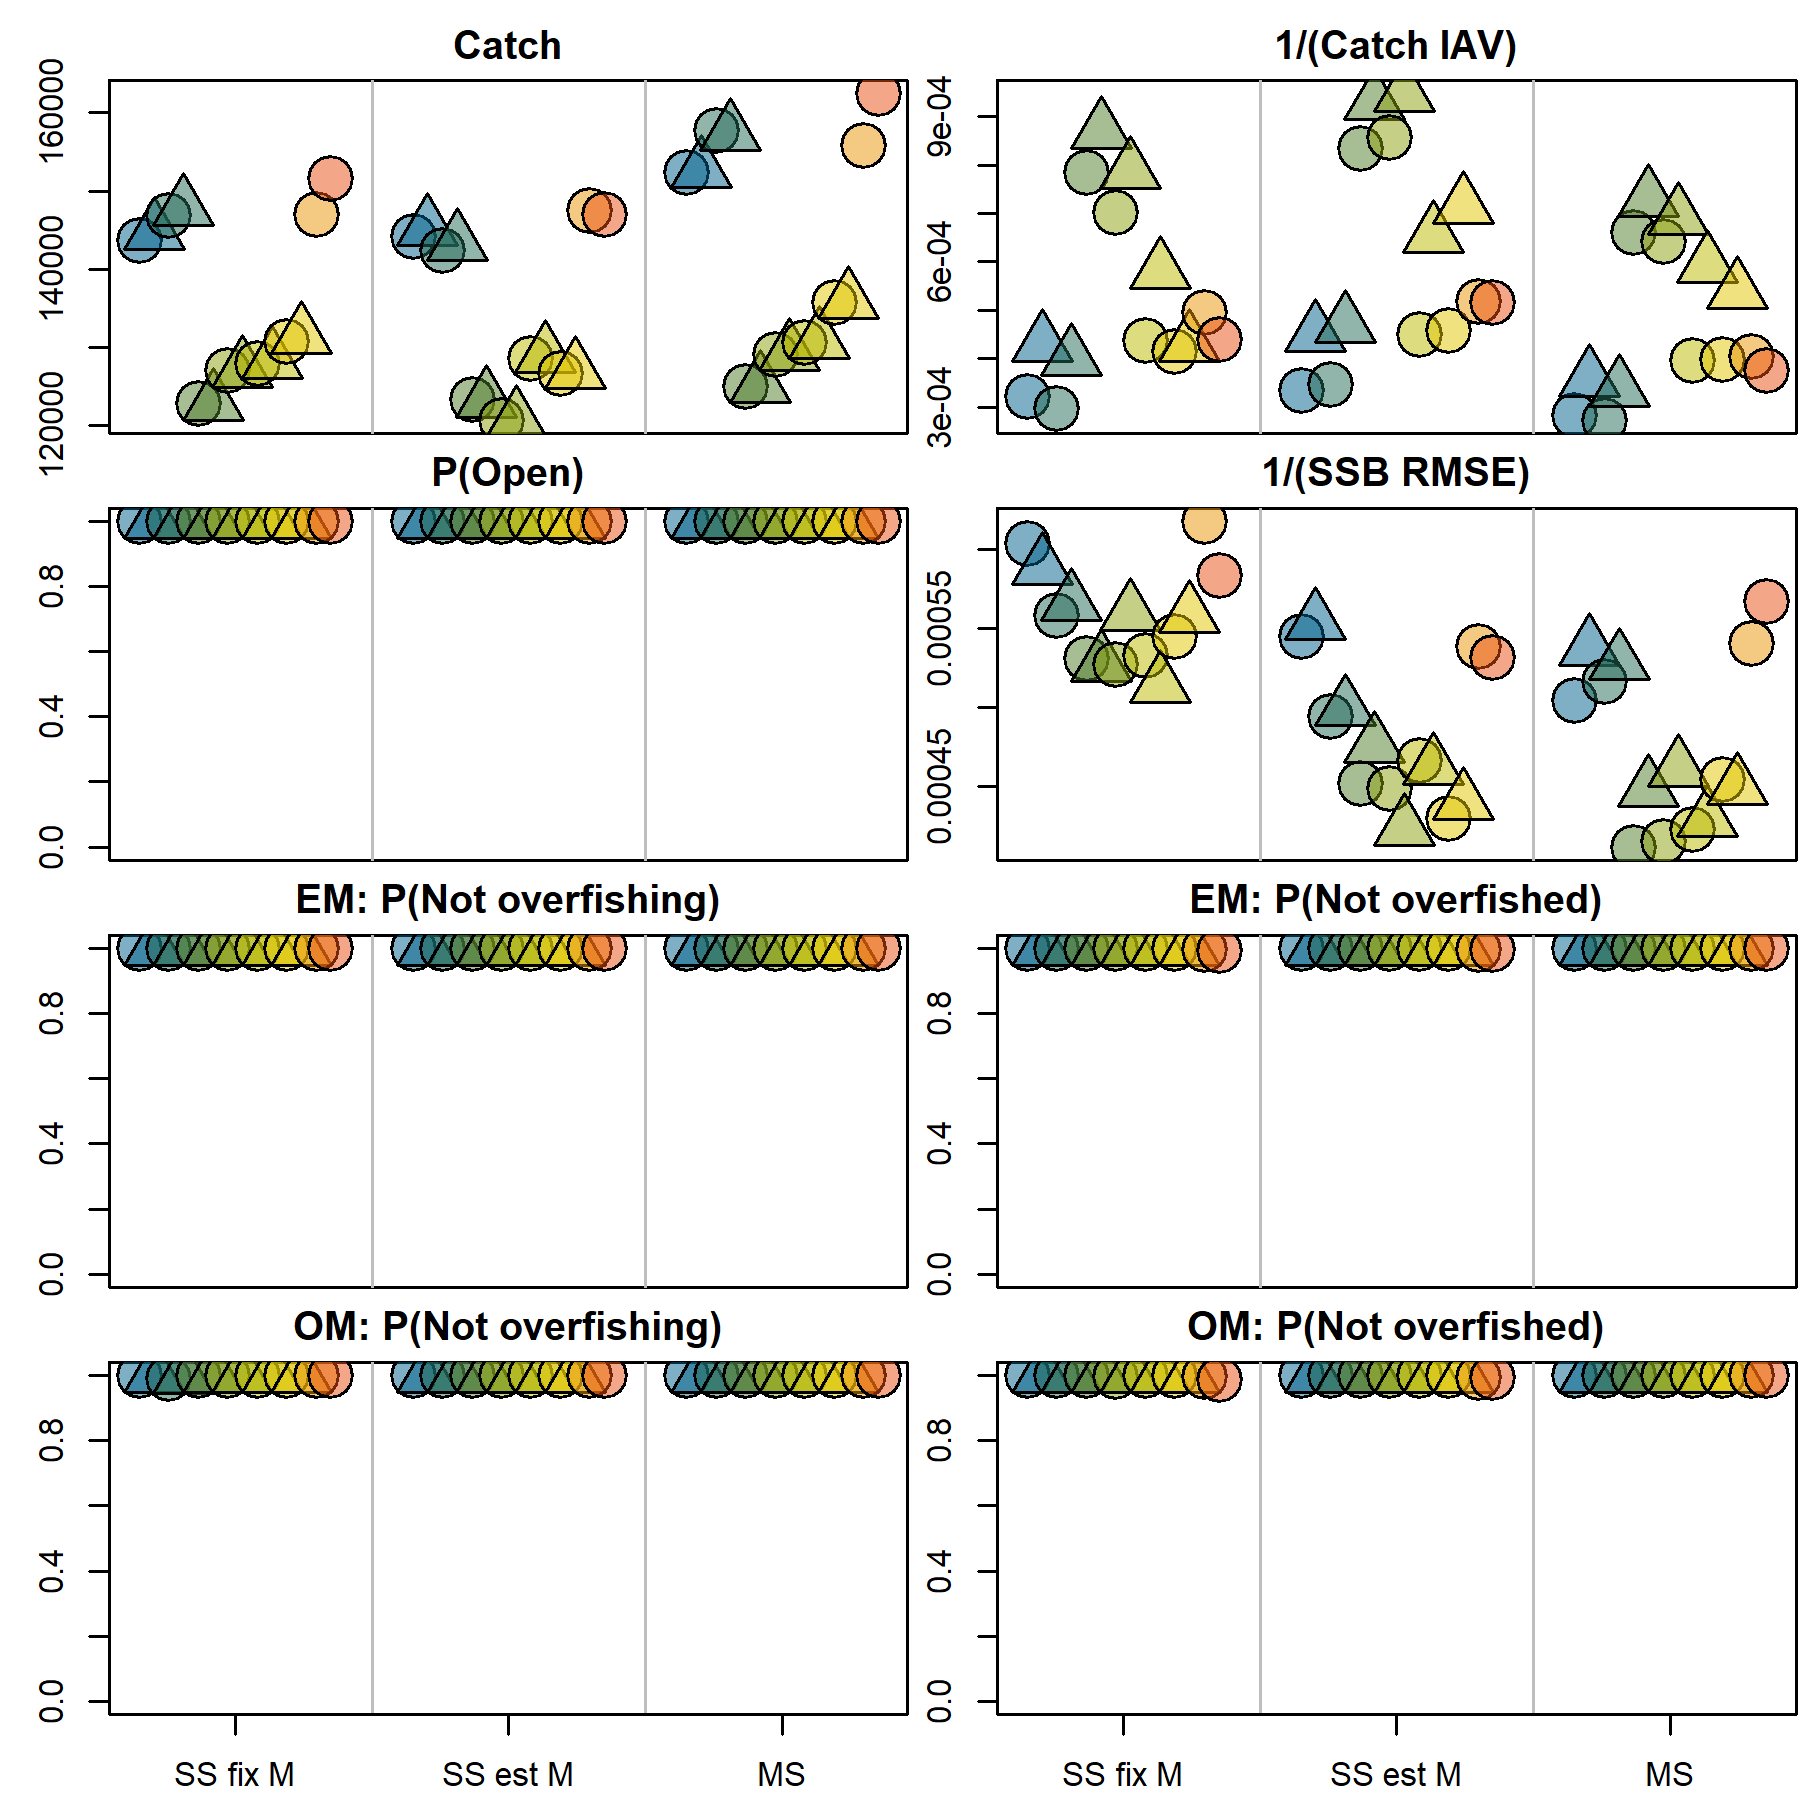 Catch
1/(Catch IAV)
160000
140000
120000
9e-04
6e-04
3e-04
P(Open)
1/(SSB RMSE)
0.8
0.4
0.0
0.00055
0.00045
EM: P(Not overfishing)
EM: P(Not overfished)
0.8
0.4
0.0
0.8
0.4
0.0
OM: P(Not overfishing)
OM: P(Not overfished)
0.8
0.4
0.0
0.8
0.4
0.0
SS fix M
SS est M
MS
SS fix M
SS est M
MS